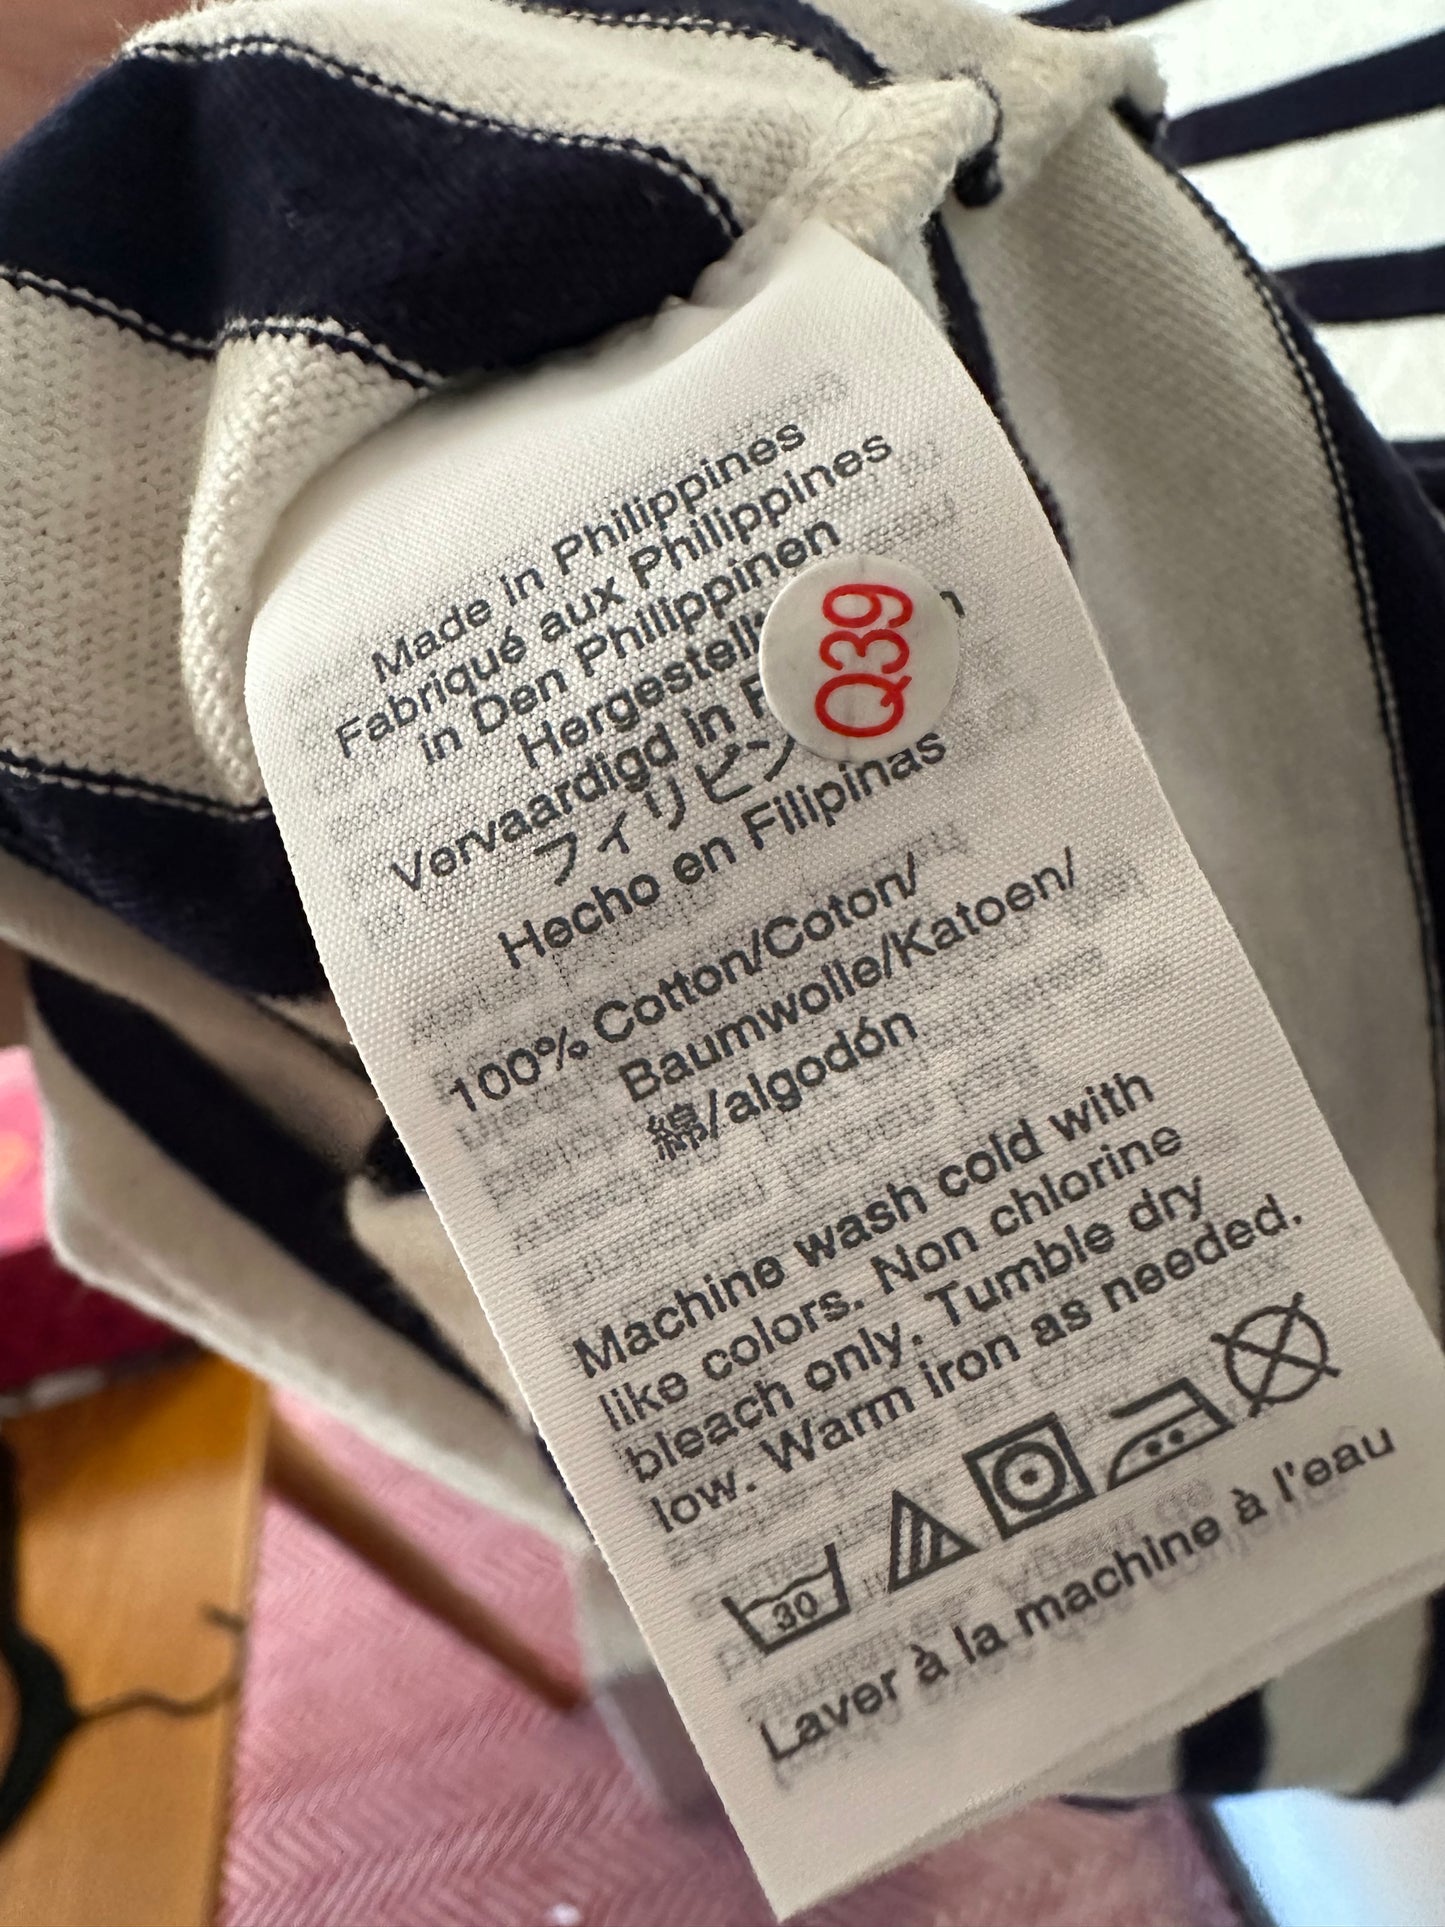 Made in Philippines
Fabriqué aux Philippines
in Den Philippinen
Vervaardigd in
フィリピン
Hecho en Filipinas
Q39
100% Cotton/Coton/
Baumwolle/Katoen/
綿/algodón
Machine wash cold with
like colors. Non chlorine
bleach only. Tumble dry
low. Warm iron as needed.
30
Laver à la machine à l'eau